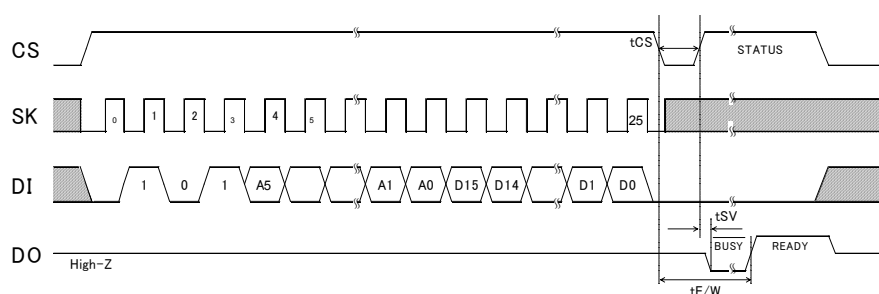 CS tCS STATUS
SK 0 1 2 3 4 5 25
DI 1 0 1 A5 A1 A0 D15 D14 D1 D0
tSV
DO High-Z BUSY READY
tE/W